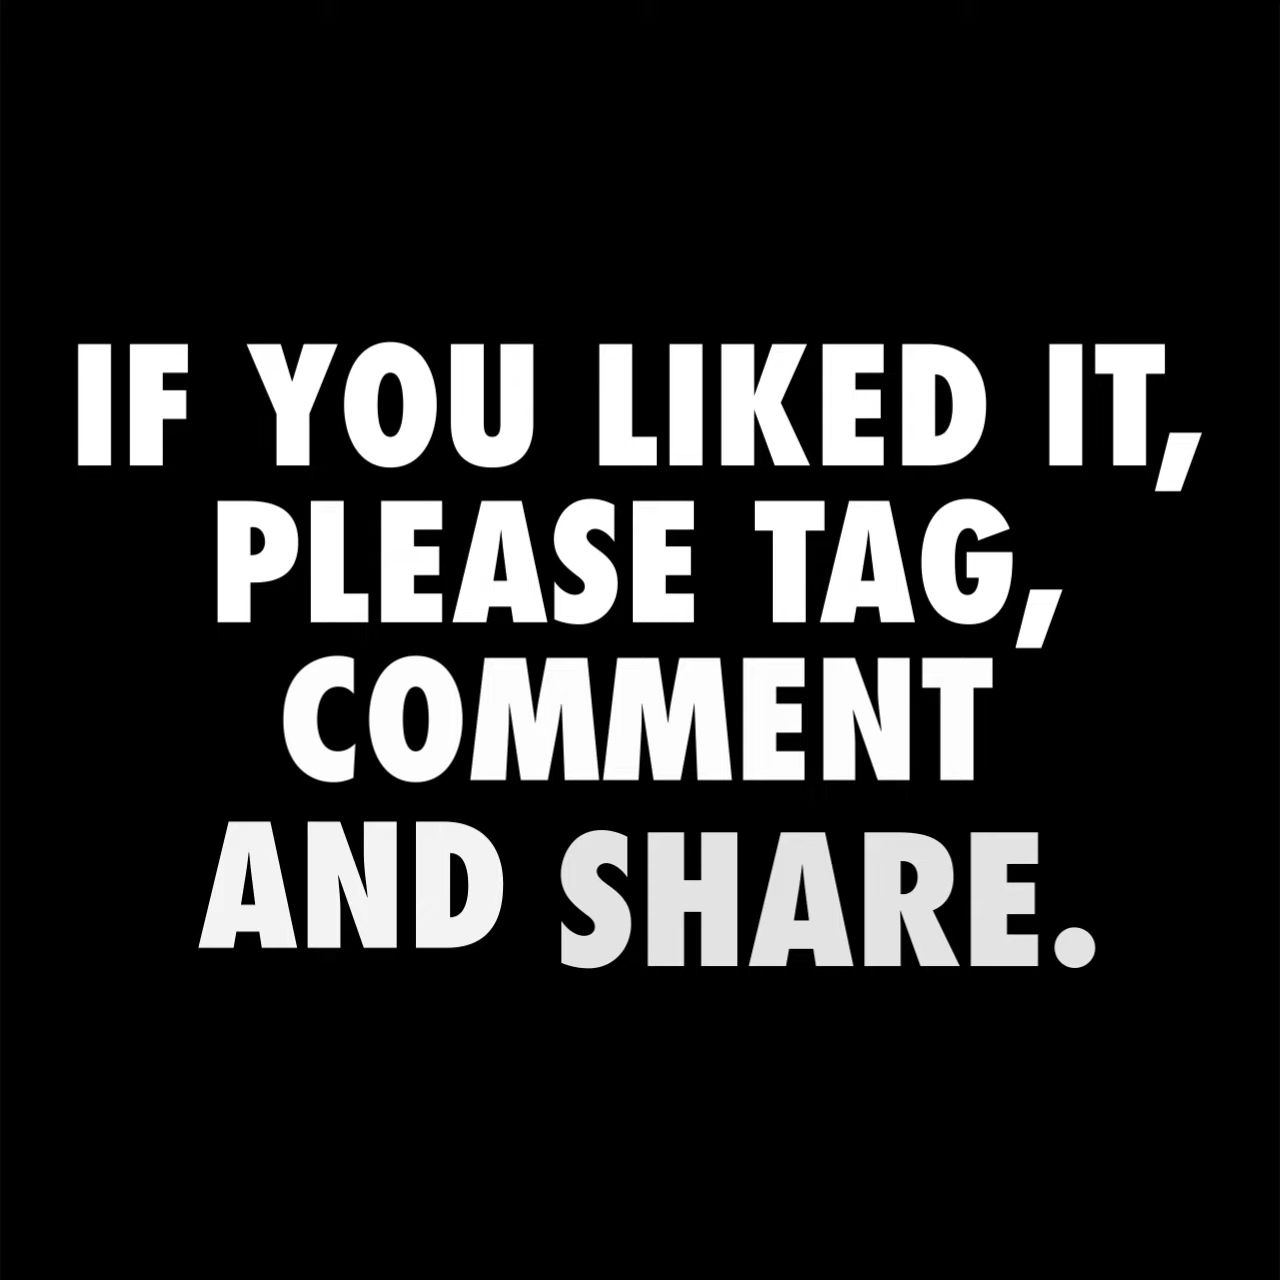 IF YOU LIKED IT,
PLEASE TAG,
COMMENT
AND SHARE.